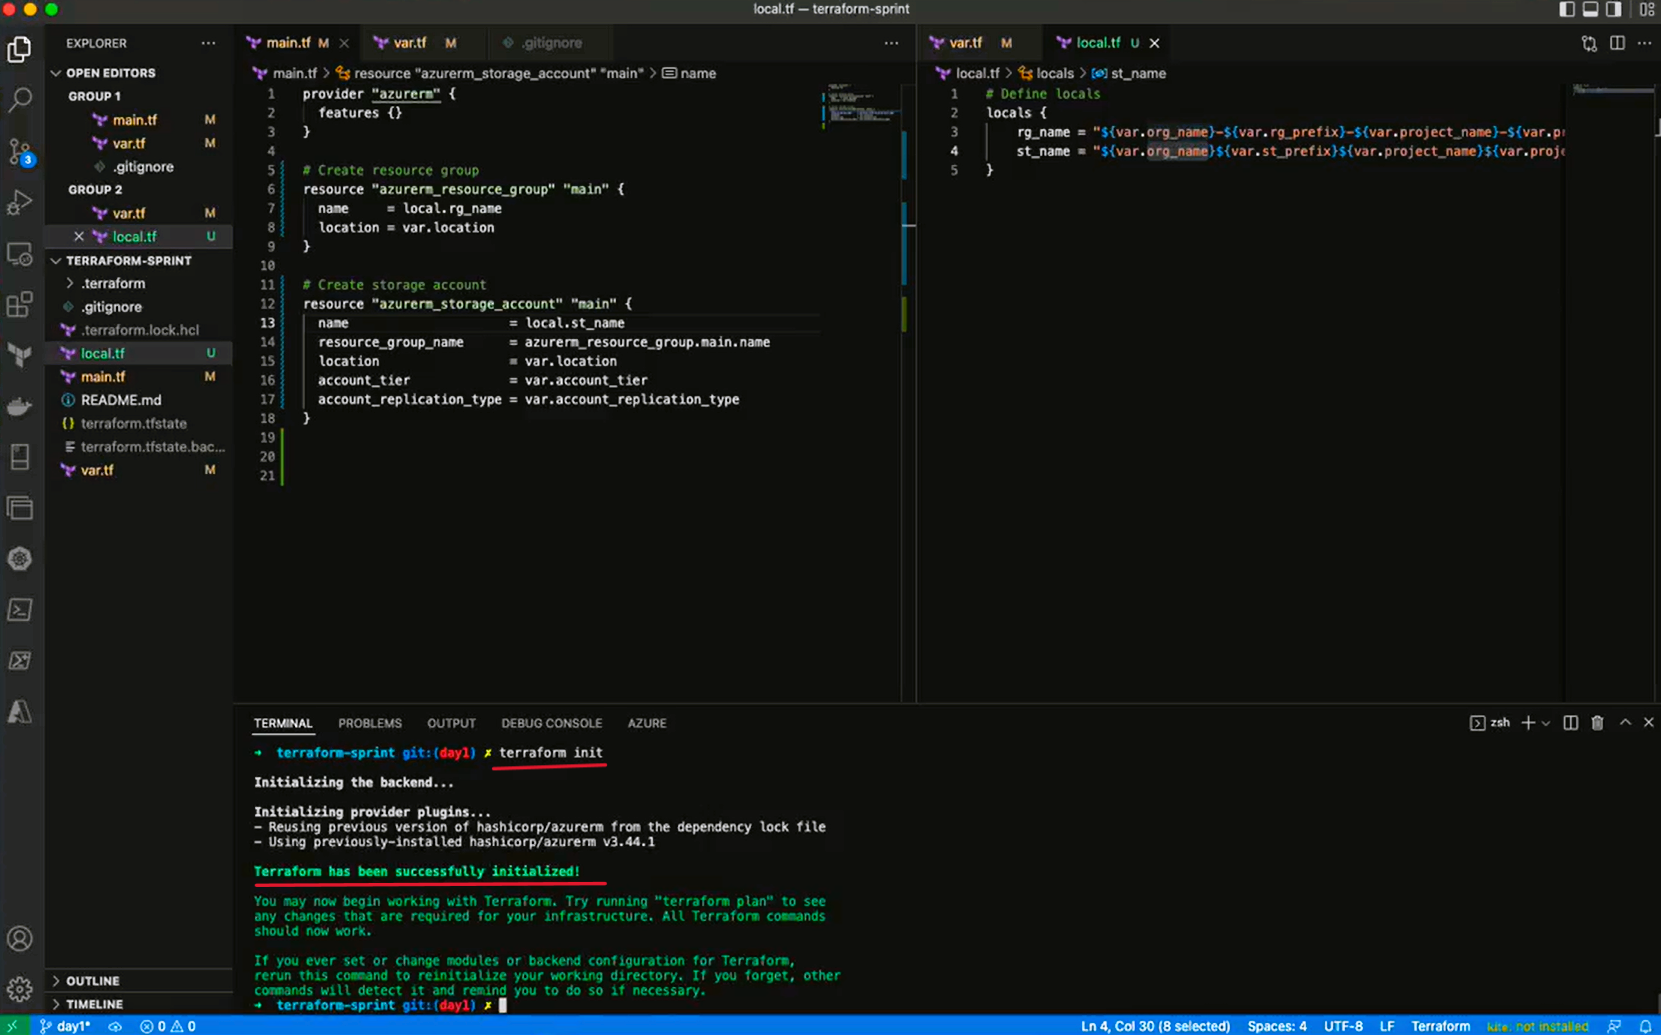 local.tf — terraform-sprint
EXPLORER
OPEN EDITORS
GROUP 1
main.tf M
var.tf M
.gitignore
GROUP 2
var.tf M
local.tf U
TERRAFORM-SPRINT
.terraform
.gitignore
.terraform.lock.hcl
local.tf U
main.tf M
README.md
terraform.tfstate
terraform.tfstate.bac...
var.tf M
OUTLINE
TIMELINE
3
main.tf M
var.tf M
.gitignore
main.tf > resource "azurerm_storage_account" "main" > name
1 provider "azurerm" {
2 features {}
3 }
4
5 # Create resource group
6 resource "azurerm_resource_group" "main" {
7 name = local.rg_name
8 location = var.location
9 }
10
11 # Create storage account
12 resource "azurerm_storage_account" "main" {
13 name = local.st_name
14 resource_group_name = azurerm_resource_group.main.name
15 location = var.location
16 account_tier = var.account_tier
17 account_replication_type = var.account_replication_type
18 }
19
20
21
var.tf M
local.tf U
local.tf > locals > st_name
1 # Define locals
2 locals {
3 rg_name = "${var.org_name}-${var.rg_prefix}-${var.project_name}-${var.pr
4 st_name = "${var.org_name}${var.st_prefix}${var.project_name}${var.proje
5 }
TERMINAL PROBLEMS OUTPUT DEBUG CONSOLE AZURE
zsh
→ terraform-sprint git:(day1) ✗ terraform init
Initializing the backend...
Initializing provider plugins...
- Reusing previous version of hashicorp/azurerm from the dependency lock file
- Using previously-installed hashicorp/azurerm v3.44.1
Terraform has been successfully initialized!
You may now begin working with Terraform. Try running "terraform plan" to see
any changes that are required for your infrastructure. All Terraform commands
should now work.
If you ever set or change modules or backend configuration for Terraform,
rerun this command to reinitialize your working directory. If you forget, other
commands will detect it and remind you to do so if necessary.
→ terraform-sprint git:(day1) ✗
day1* 0 0
Ln 4, Col 30 (8 selected) Spaces: 4 UTF-8 LF Terraform kite: not installed